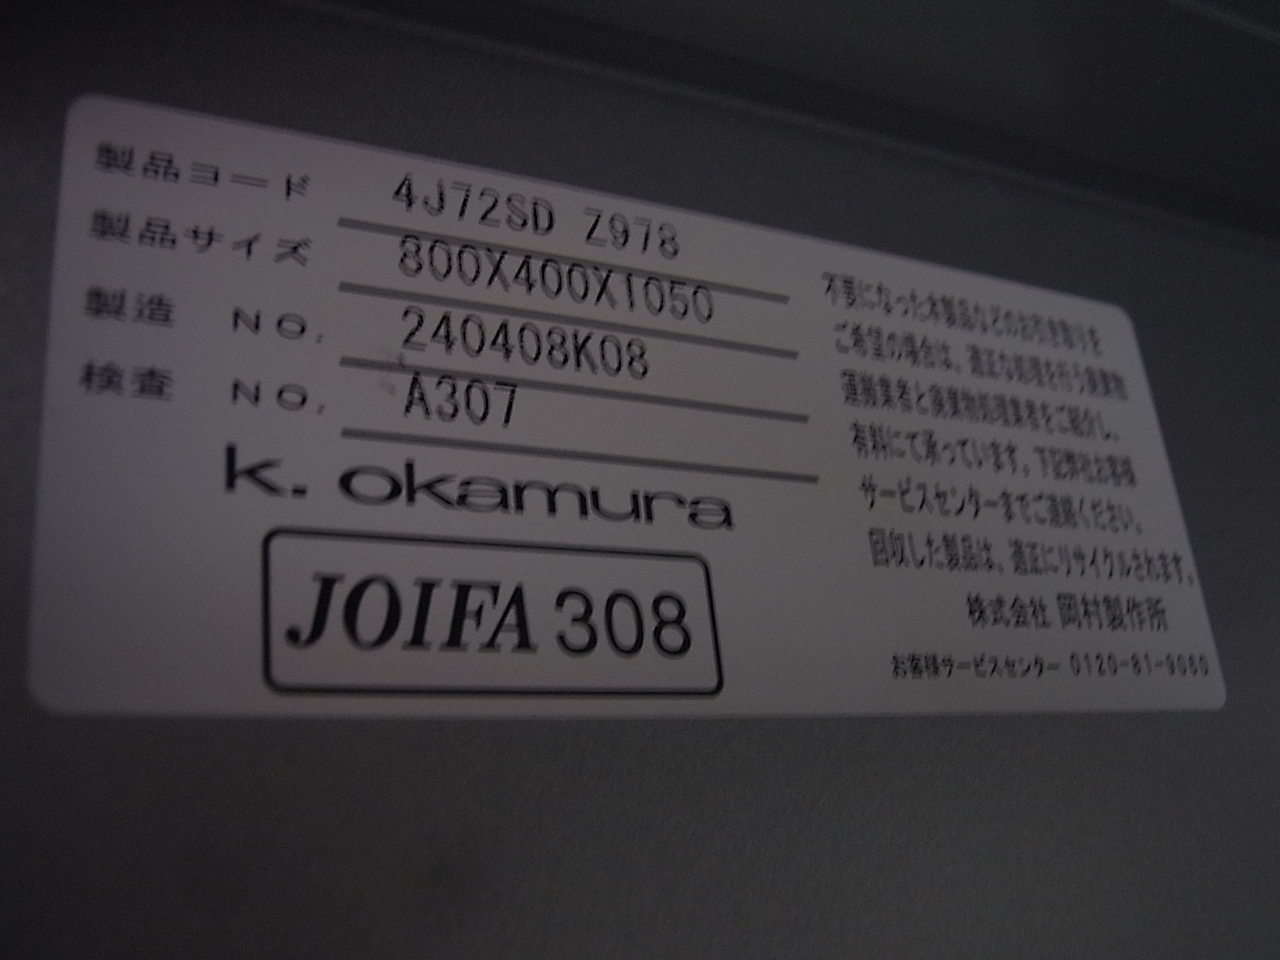 製品コード 4J72SD Z978
製品サイズ 800X400X1050
製造 NO. 240408K08
検査 NO. A307
k. okamura
JOIFA 308
不要になった本製品などのお引き取りを
ご希望の場合は、適正な処理を行う廃棄物
運搬業者と廃棄物処理業者をご紹介し、
有料にて承っています。下記弊社お客様
サービスセンターまでご連絡ください。
回収した製品は、適正にリサイクルされます。
株式会社 岡村製作所
お客様サービスセンター 0120-81-9060